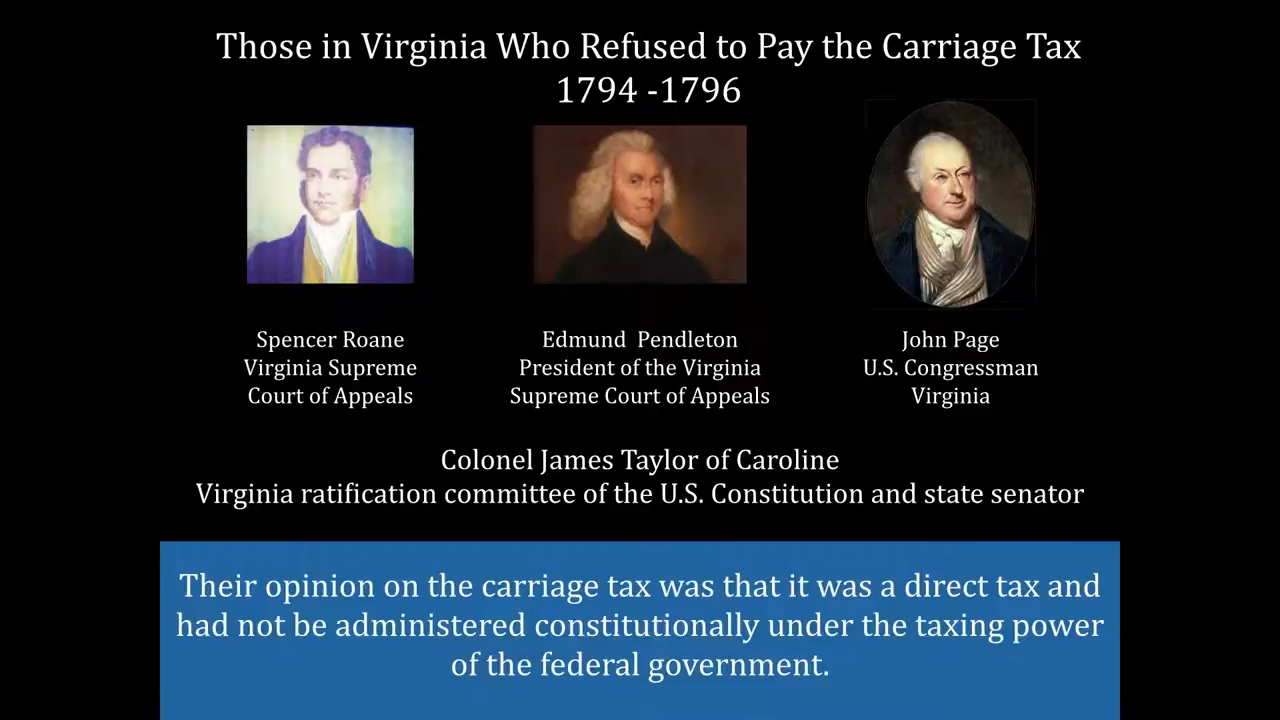 Those in Virginia Who Refused to Pay the Carriage Tax
1794 -1796
Spencer Roane
Virginia Supreme
Court of Appeals
Edmund Pendleton
President of the Virginia
Supreme Court of Appeals
John Page
U.S. Congressman
Virginia
Colonel James Taylor of Caroline
Virginia ratification committee of the U.S. Constitution and state senator
Their opinion on the carriage tax was that it was a direct tax and
had not be administered constitutionally under the taxing power
of the federal government.